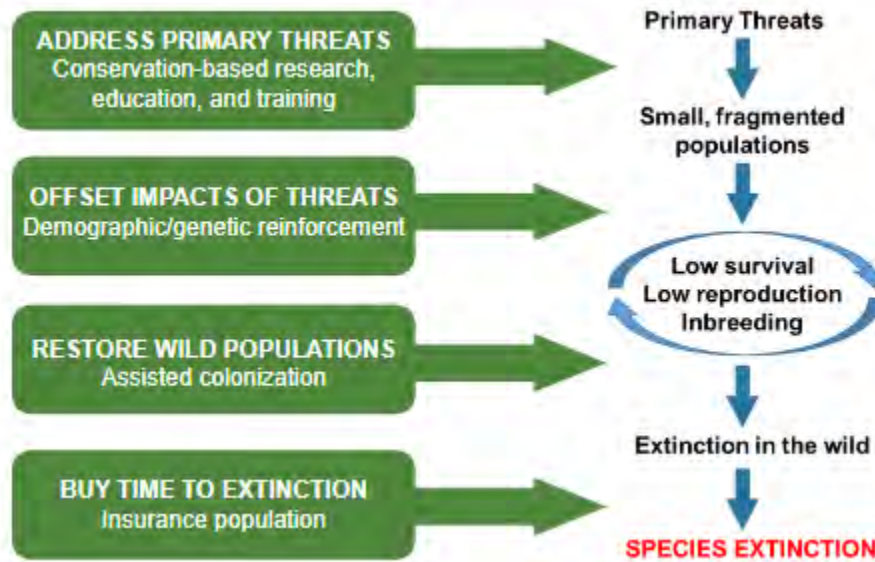 ADDRESS PRIMARY THREATS
Conservation-based research,
education, and training
OFFSET IMPACTS OF THREATS
Demographic/genetic reinforcement
RESTORE WILD POPULATIONS
Assisted colonization
BUY TIME TO EXTINCTION
Insurance population
Primary Threats
Small, fragmented
populations
Low survival
Low reproduction
Inbreeding
Extinction in the wild
SPECIES EXTINCTION